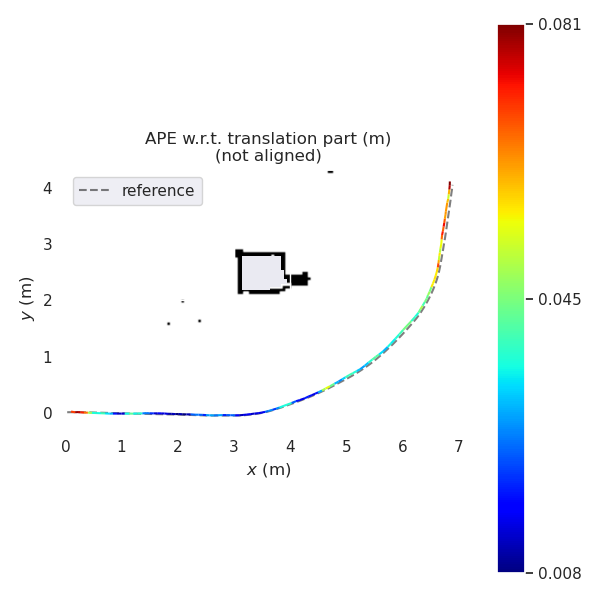 APE w.r.t. translation part (m)
(not aligned)
reference
4
3
2
1
0
y (m)
0 1 2 3 4 5 6 7
x (m)
0.081
0.045
0.008